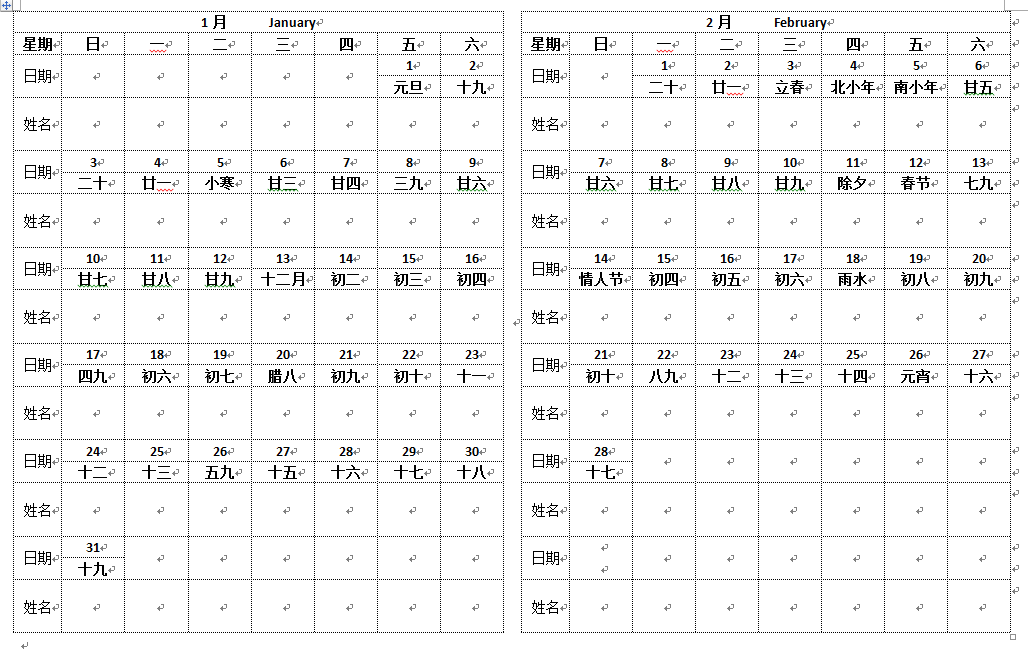 1月 January
星期 日 一 二 三 四 五 六
日期 1 2
元旦 十九
姓名
日期 3 4 5 6 7 8 9
二十 廿一 小寒 甘三 甘四 三九 甘六
姓名
日期 10 11 12 13 14 15 16
甘七 甘八 甘九 十二月 初二 初三 初四
姓名
日期 17 18 19 20 21 22 23
四九 初六 初七 腊八 初九 初十 十一
姓名
日期 24 25 26 27 28 29 30
十二 十三 五九 十五 十六 十七 十八
姓名
日期 31
十九
姓名
2月 February
星期 日 一 二 三 四 五 六
日期 1 2 3 4 5 6
二十 廿一 立春 北小年 南小年 甘五
姓名
日期 7 8 9 10 11 12 13
甘六 甘七 甘八 甘九 除夕 春节 七九
姓名
日期 14 15 16 17 18 19 20
情人节 初四 初五 初六 雨水 初八 初九
姓名
日期 21 22 23 24 25 26 27
初十 八九 十二 十三 十四 元宵 十六
姓名
日期 28
十七
姓名
日期
姓名